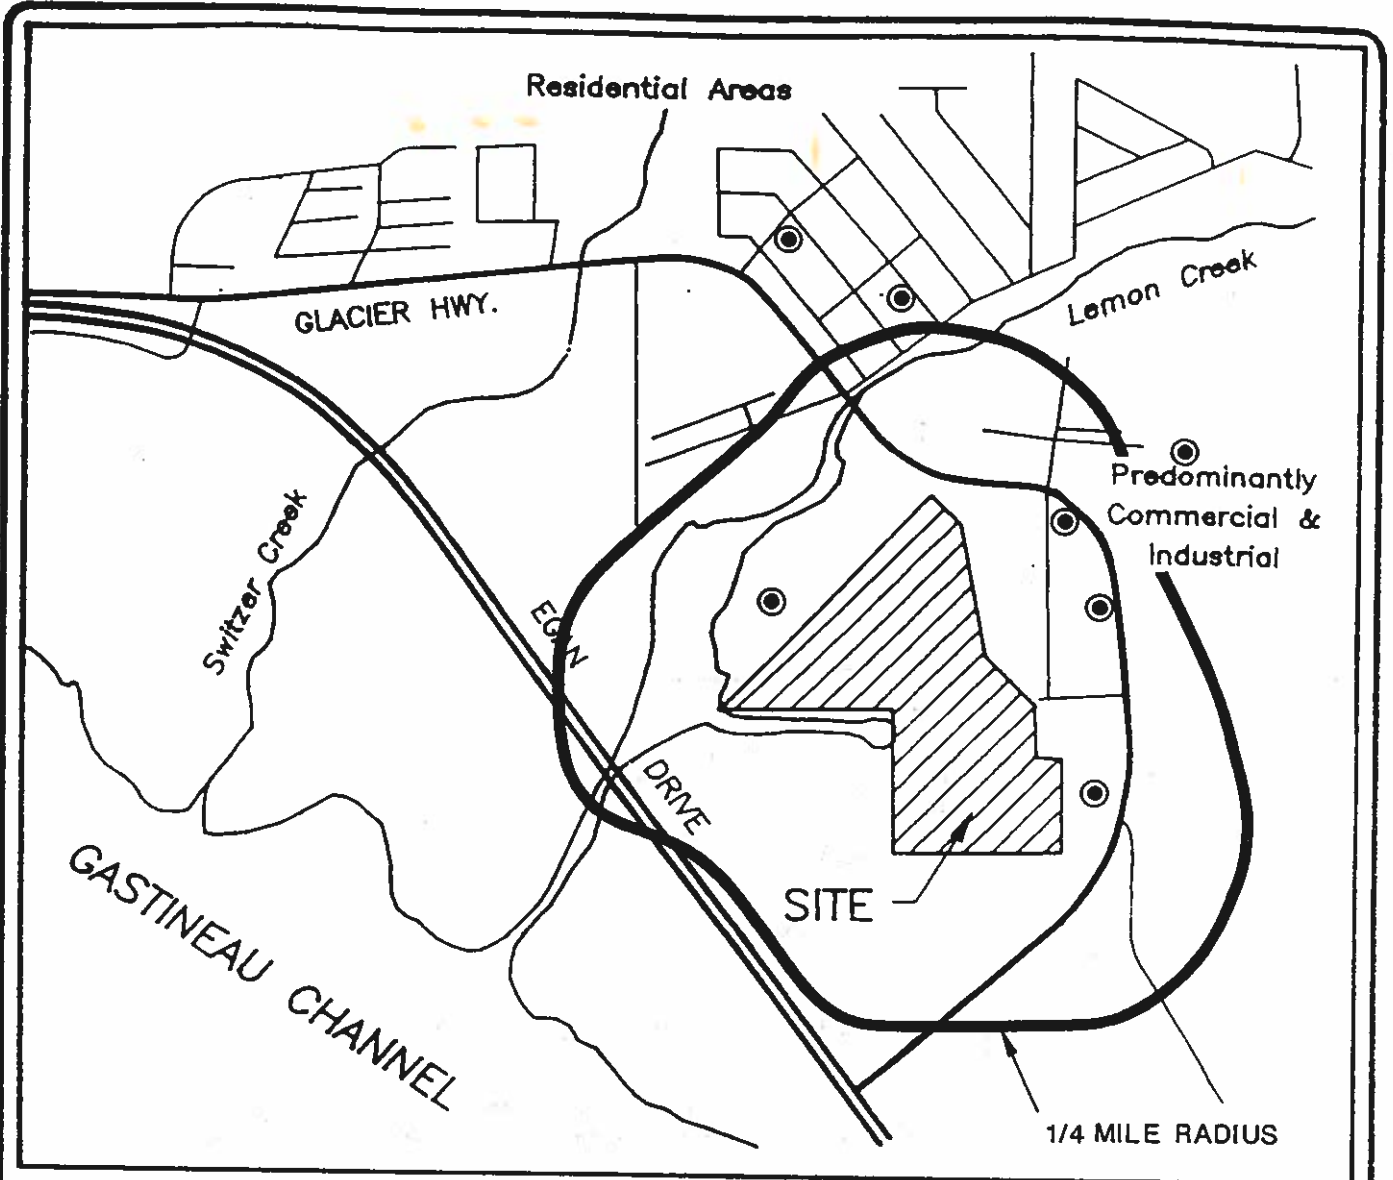 Residential Areas
GLACIER HWY.
Lemon Creek
Predominantly
Commercial &
Industrial
Switzer Creek
EGAN
DRIVE
SITE
GASTINEAU CHANNEL
1/4 MILE RADIUS